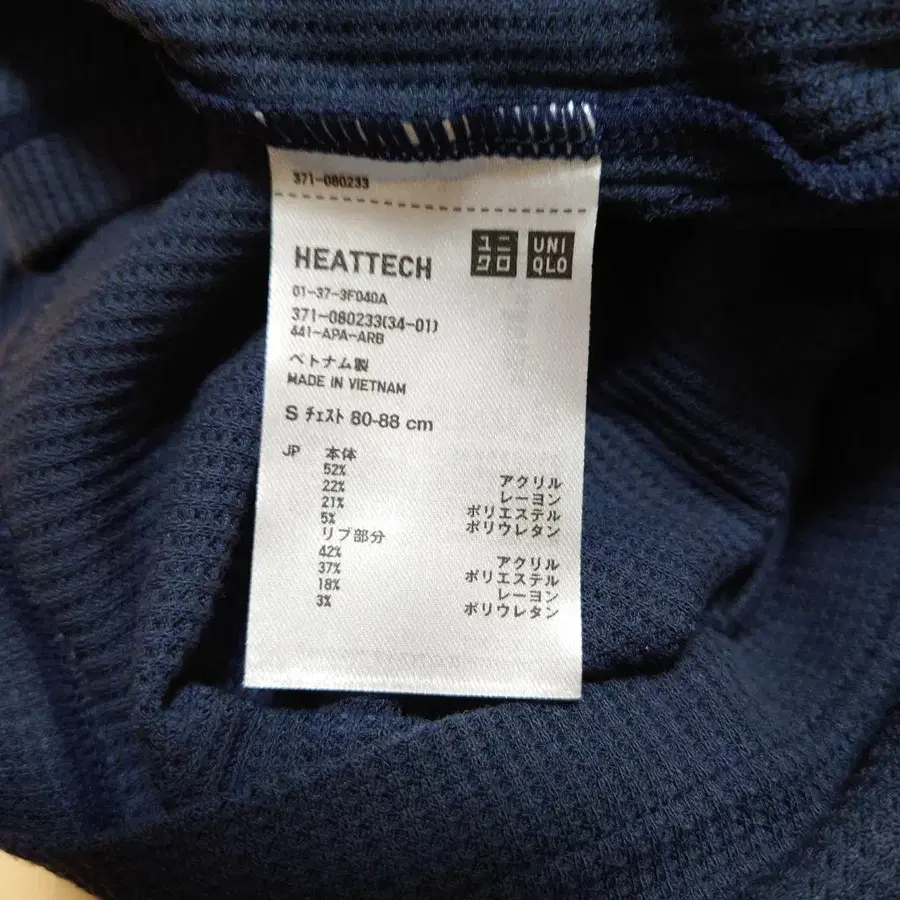 371-080233
HEATTECH
ユニ
クロ
UNI
QLO
01-37-3F040A
371-080233(34-01)
441-APA-ARB
ベトナム製
MADE IN VIETNAM
S チェスト 80-88 cm
JP 本体
52% アクリル
22% レーヨン
21% ポリエステル
5% ポリウレタン
リブ部分
42% アクリル
37% ポリエステル
18% レーヨン
3% ポリウレタン